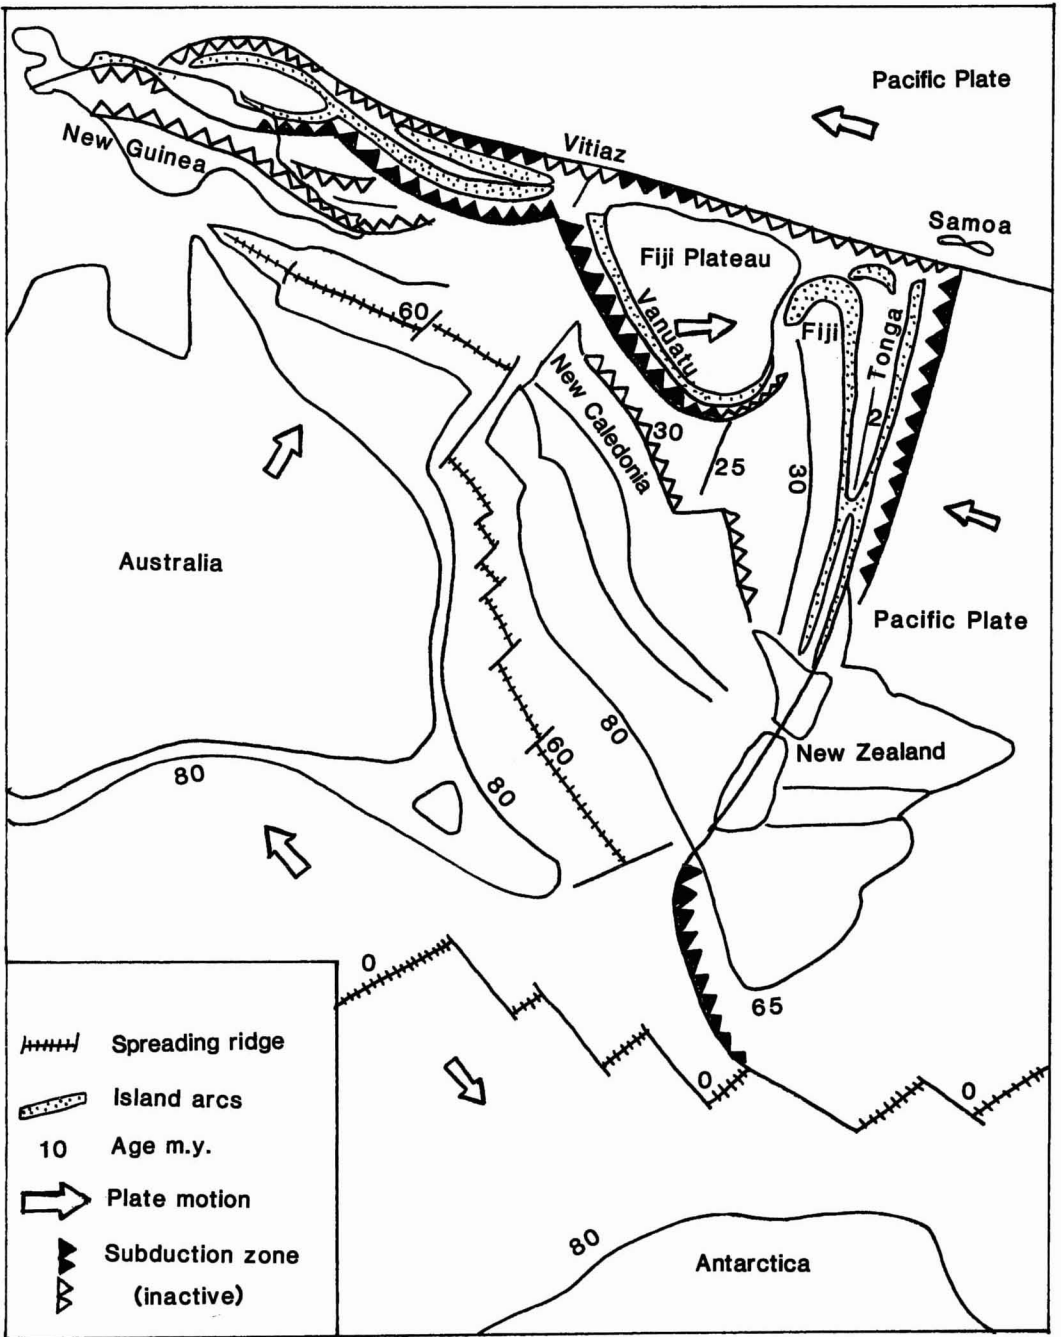 Pacific Plate
Vitiaz
New Guinea
Samoa
Fiji Plateau
Vanuatu
Fiji
Tonga
60
New Caledonia
2
30
25
30
Australia
Pacific Plate
80
60
New Zealand
80
80
0
65
0
0
Spreading ridge
Island arcs
10 Age m.y.
Plate motion
Subduction zone
(inactive)
80
Antarctica